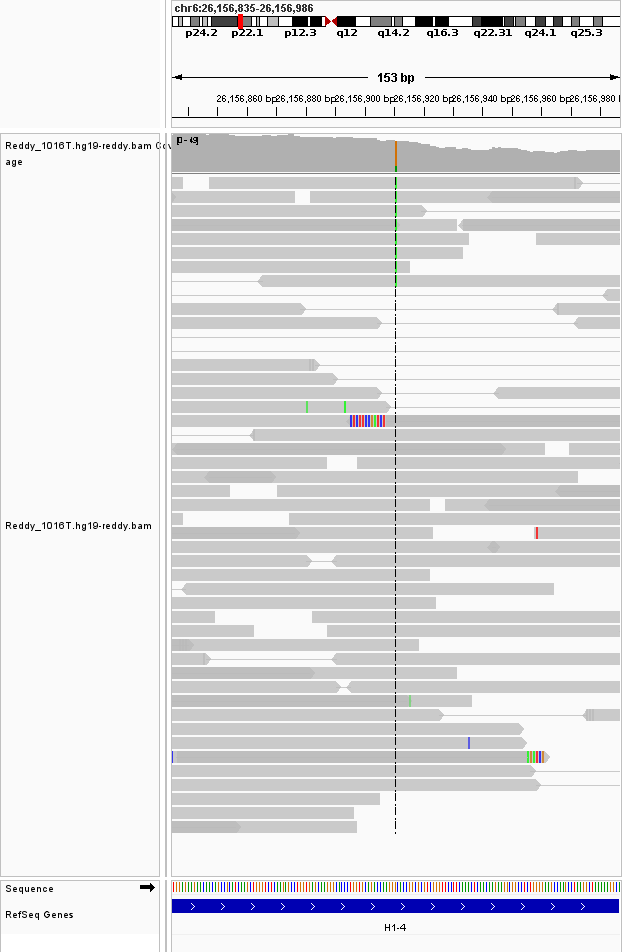 chr6:26,156,835-26,156,986
p24.2 p22.1 p12.3 q12 q14.2 q16.3 q22.31 q24.1 q25.3
153 bp
26,156,860 bp 26,156,880 bp 26,156,900 bp 26,156,920 bp 26,156,940 bp 26,156,960 bp 26,156,980 b
Reddy_1016T.hg19-reddy.bam Cov
age
Reddy_1016T.hg19-reddy.bam
Sequence
RefSeq Genes
H1-4